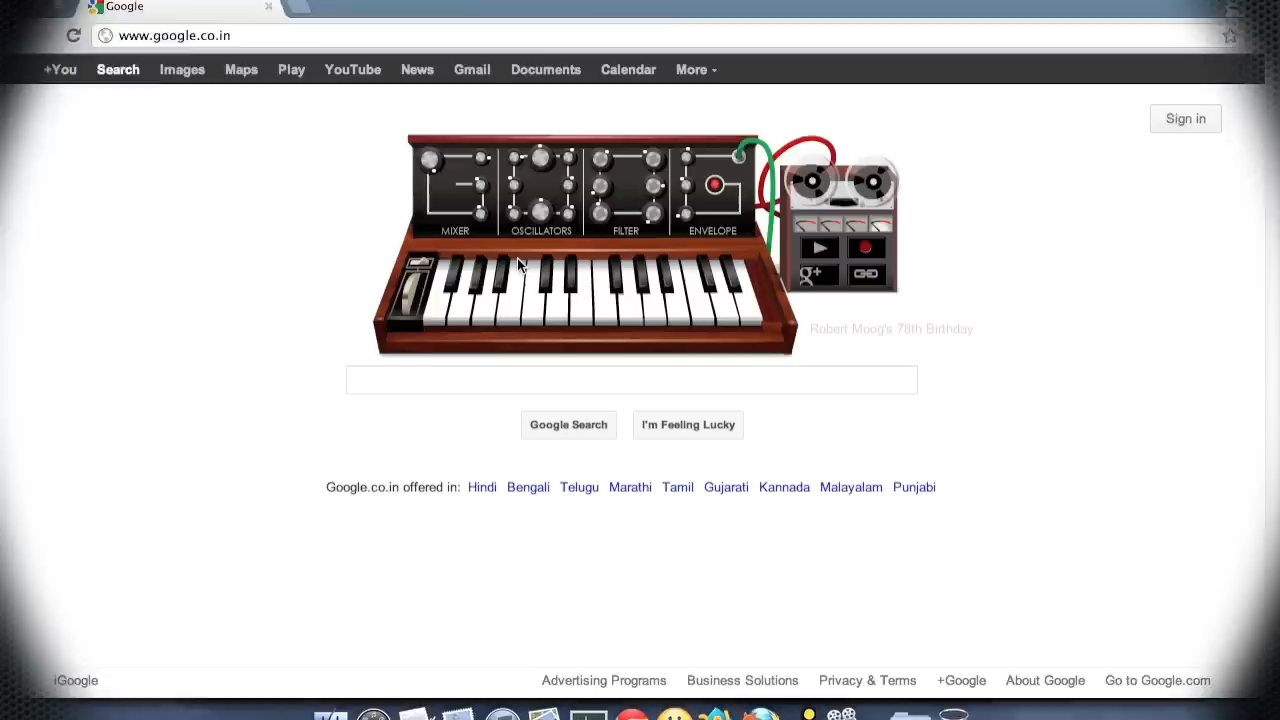 Google
www.google.co.in
+You Search Images Maps Play YouTube News Gmail Documents Calendar More
Sign in
MIXER OSCILLATORS FILTER ENVELOPE
g+
Robert Moog's 78th Birthday
Google Search I'm Feeling Lucky
Google.co.in offered in: Hindi Bengali Telugu Marathi Tamil Gujarati Kannada Malayalam Punjabi
iGoogle Advertising Programs Business Solutions Privacy & Terms +Google About Google Go to Google.com